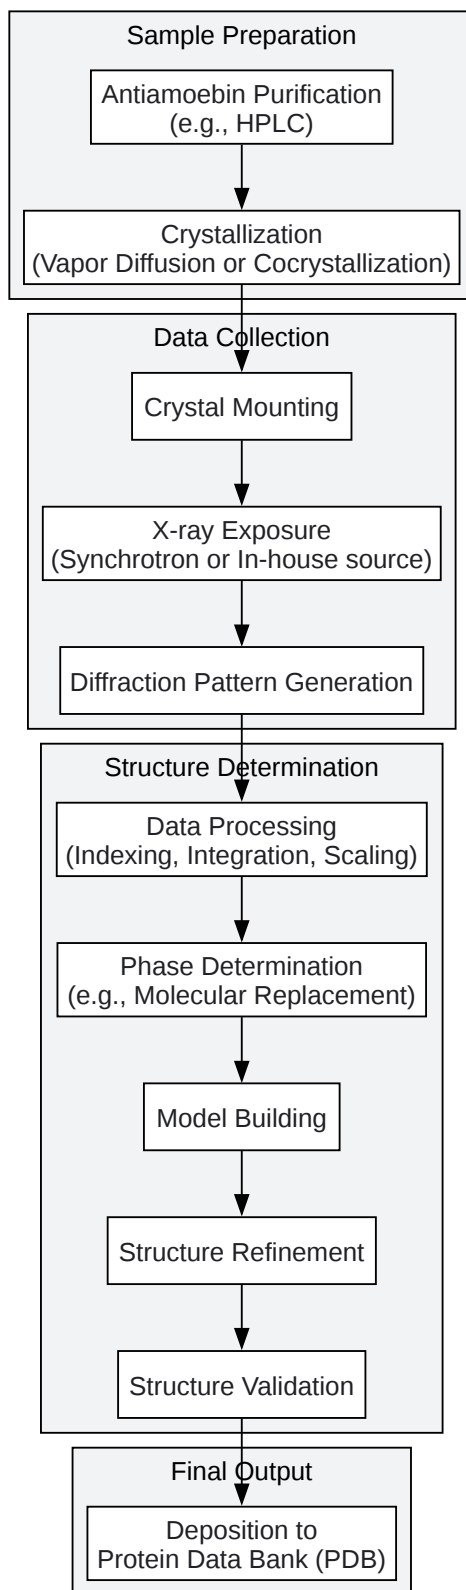 Sample Preparation
Antiamoebin Purification
(e.g., HPLC)
Crystallization
(Vapor Diffusion or Cocrystallization)
Data Collection
Crystal Mounting
X-ray Exposure
(Synchrotron or In-house source)
Diffraction Pattern Generation
Structure Determination
Data Processing
(Indexing, Integration, Scaling)
Phase Determination
(e.g., Molecular Replacement)
Model Building
Structure Refinement
Structure Validation
Final Output
Deposition to
Protein Data Bank (PDB)